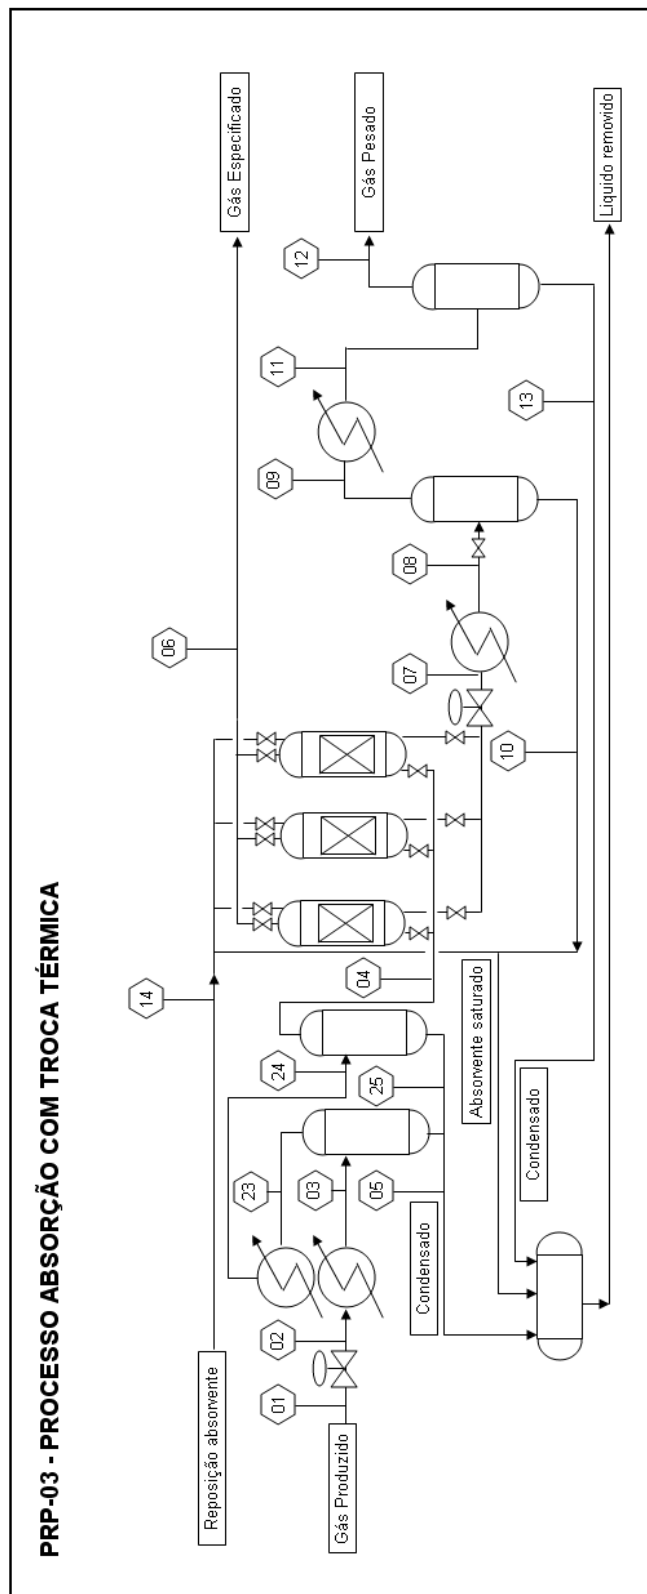 PRP-03 - PROCESSO ABSORÇÃO COM TROCA TÉRMICA
Reposição absorvente
14
06
Gás Especificado
Gás Produzido
01
02
23
03
24
04
09
11
12
Gás Pesado
05
25
07
08
Condensado
Absorvente saturado
10
13
Condensado
Liquido removido